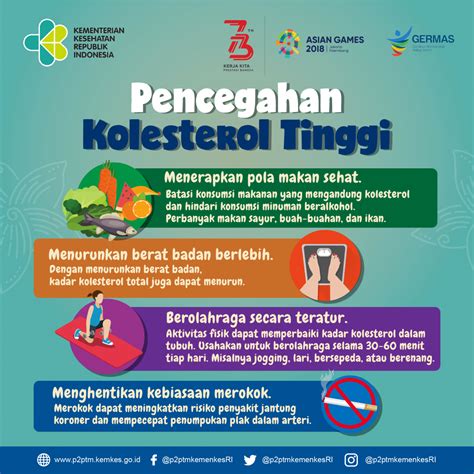 KEMENTERIAN
KESEHATAN
REPUBLIK
INDONESIA
73 TH
KERJA KITA
PRESTASI BANGSA
ASIAN GAMES
2018
Jakarta
Palembang
GERMAS
Pencegahan
Kolesterol Tinggi
Menerapkan pola makan sehat.
Batasi konsumsi makanan yang mengandung kolesterol
dan hindari konsumsi minuman beralkohol.
Perbanyak makan sayur, buah-buahan, dan ikan.
Menurunkan berat badan berlebih.
Dengan menurunkan berat badan,
kadar kolesterol total juga dapat menurun.
Berolahraga secara teratur.
Aktivitas fisik dapat memperbaiki kadar kolesterol dalam
tubuh. Usahakan untuk berolahraga selama 30-60 menit
tiap hari. Misalnya jogging, lari, bersepeda, atau berenang.
Menghentikan kebiasaan merokok.
Merokok dapat meningkatkan risiko penyakit jantung
koroner dan mempecepat penumpukan plak dalam arteri.
www.p2ptm.kemkes.go.id
@p2ptmkemenkesRI
@p2ptmkemenkesRI
@p2ptmkemenkesRI